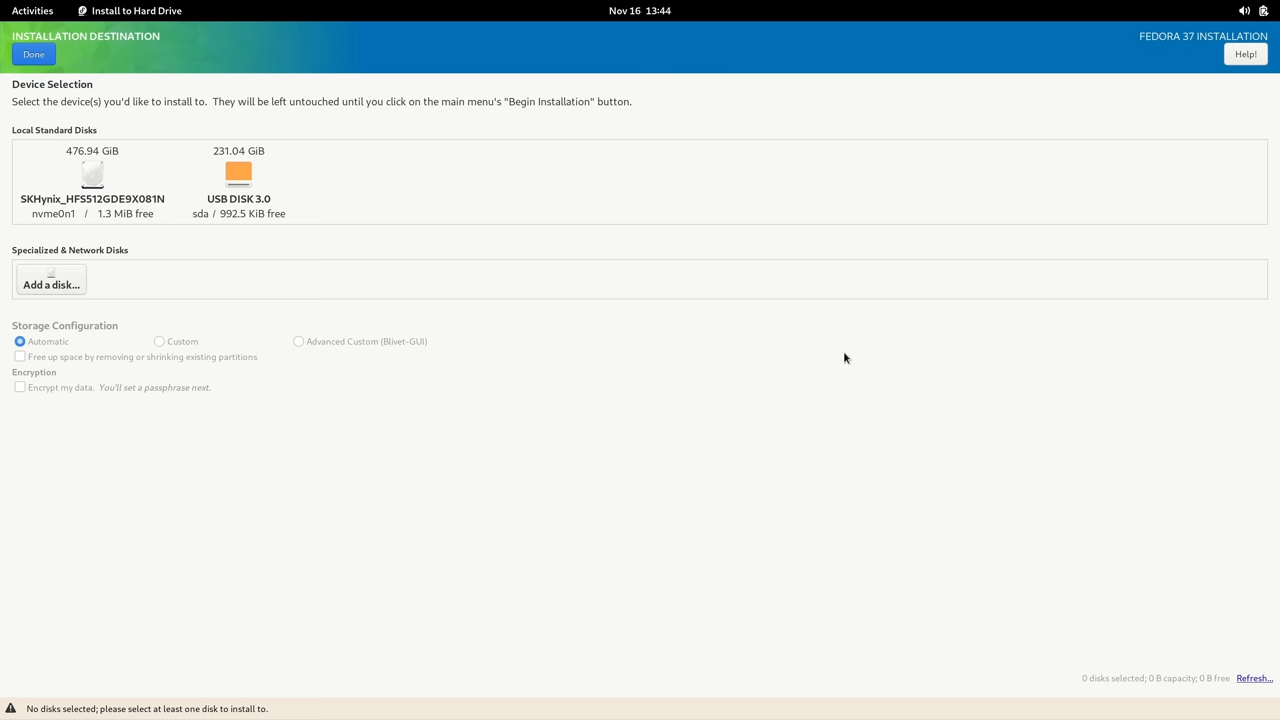 Activities Install to Hard Drive Nov 16 13:44
INSTALLATION DESTINATION FEDORA 37 INSTALLATION
Done Help!
Device Selection
Select the device(s) you'd like to install to. They will be left untouched until you click on the main menu's "Begin Installation" button.
Local Standard Disks
476.94 GiB 231.04 GiB
SKHynix_HFS512GDE9X081N USB DISK 3.0
nvme0n1 / 1.3 MiB free sda / 992.5 KiB free
Specialized & Network Disks
Add a disk...
Storage Configuration
Automatic Custom Advanced Custom (Blivet-GUI)
Free up space by removing or shrinking existing partitions
Encryption
Encrypt my data. You'll set a passphrase next.
0 disks selected; 0 B capacity; 0 B free Refresh...
No disks selected; please select at least one disk to install to.